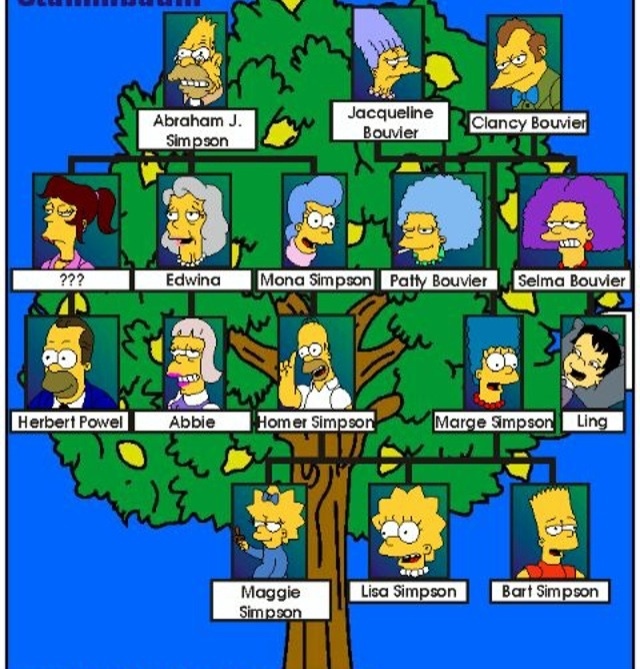 Stammbaum
Abraham J.
Simpson
Jacqueline
Bouvier
Clancy Bouvier
???
Edwina
Mona Simpson
Patty Bouvier
Selma Bouvier
Herbert Powel
Abbie
Homer Simpson
Marge Simpson
Ling
Maggie
Simpson
Lisa Simpson
Bart Simpson